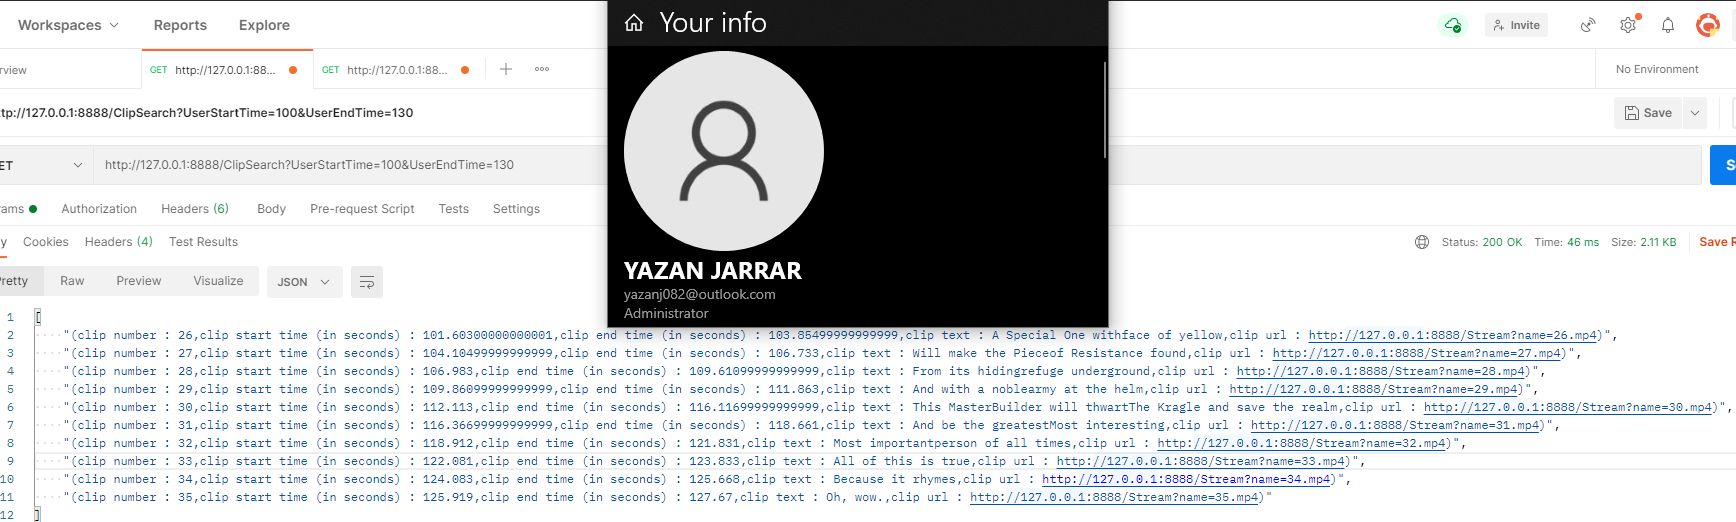 Workspaces Reports Explore Invite
Your info
rview GET http://127.0.0.1:88... GET http://127.0.0.1:88... No Environment
ttp://127.0.0.1:8888/ClipSearch?UserStartTime=100&UserEndTime=130 Save
ET http://127.0.0.1:8888/ClipSearch?UserStartTime=100&UserEndTime=130 S
ams Authorization Headers (6) Body Pre-request Script Tests Settings
y Cookies Headers (4) Test Results Status: 200 OK Time: 46 ms Size: 2.11 KB Save R
retty Raw Preview Visualize JSON
YAZAN JARRAR
yazanj082@outlook.com
Administrator
1 [
2 "(clip number : 26,clip start time (in seconds) : 101.60300000000001,clip end time (in seconds) : 103.85499999999999,clip text : A Special One withface of yellow,clip url : http://127.0.0.1:8888/Stream?name=26.mp4)",
3 "(clip number : 27,clip start time (in seconds) : 104.10499999999999,clip end time (in seconds) : 106.733,clip text : Will make the Pieceof Resistance found,clip url : http://127.0.0.1:8888/Stream?name=27.mp4)",
4 "(clip number : 28,clip start time (in seconds) : 106.983,clip end time (in seconds) : 109.61099999999999,clip text : From its hidingrefuge underground,clip url : http://127.0.0.1:8888/Stream?name=28.mp4)",
5 "(clip number : 29,clip start time (in seconds) : 109.86099999999999,clip end time (in seconds) : 111.863,clip text : And with a noblearmy at the helm,clip url : http://127.0.0.1:8888/Stream?name=29.mp4)",
6 "(clip number : 30,clip start time (in seconds) : 112.113,clip end time (in seconds) : 116.11699999999999,clip text : This MasterBuilder will thwartThe Kragle and save the realm,clip url : http://127.0.0.1:8888/Stream?name=30.mp4)",
7 "(clip number : 31,clip start time (in seconds) : 116.36699999999999,clip end time (in seconds) : 118.661,clip text : And be the greatestMost interesting,clip url : http://127.0.0.1:8888/Stream?name=31.mp4)",
8 "(clip number : 32,clip start time (in seconds) : 118.912,clip end time (in seconds) : 121.831,clip text : Most importantperson of all times,clip url : http://127.0.0.1:8888/Stream?name=32.mp4)",
9 "(clip number : 33,clip start time (in seconds) : 122.081,clip end time (in seconds) : 123.833,clip text : All of this is true,clip url : http://127.0.0.1:8888/Stream?name=33.mp4)",
10 "(clip number : 34,clip start time (in seconds) : 124.083,clip end time (in seconds) : 125.668,clip text : Because it rhymes,clip url : http://127.0.0.1:8888/Stream?name=34.mp4)",
11 "(clip number : 35,clip start time (in seconds) : 125.919,clip end time (in seconds) : 127.67,clip text : Oh, wow.,clip url : http://127.0.0.1:8888/Stream?name=35.mp4)"
12 ]